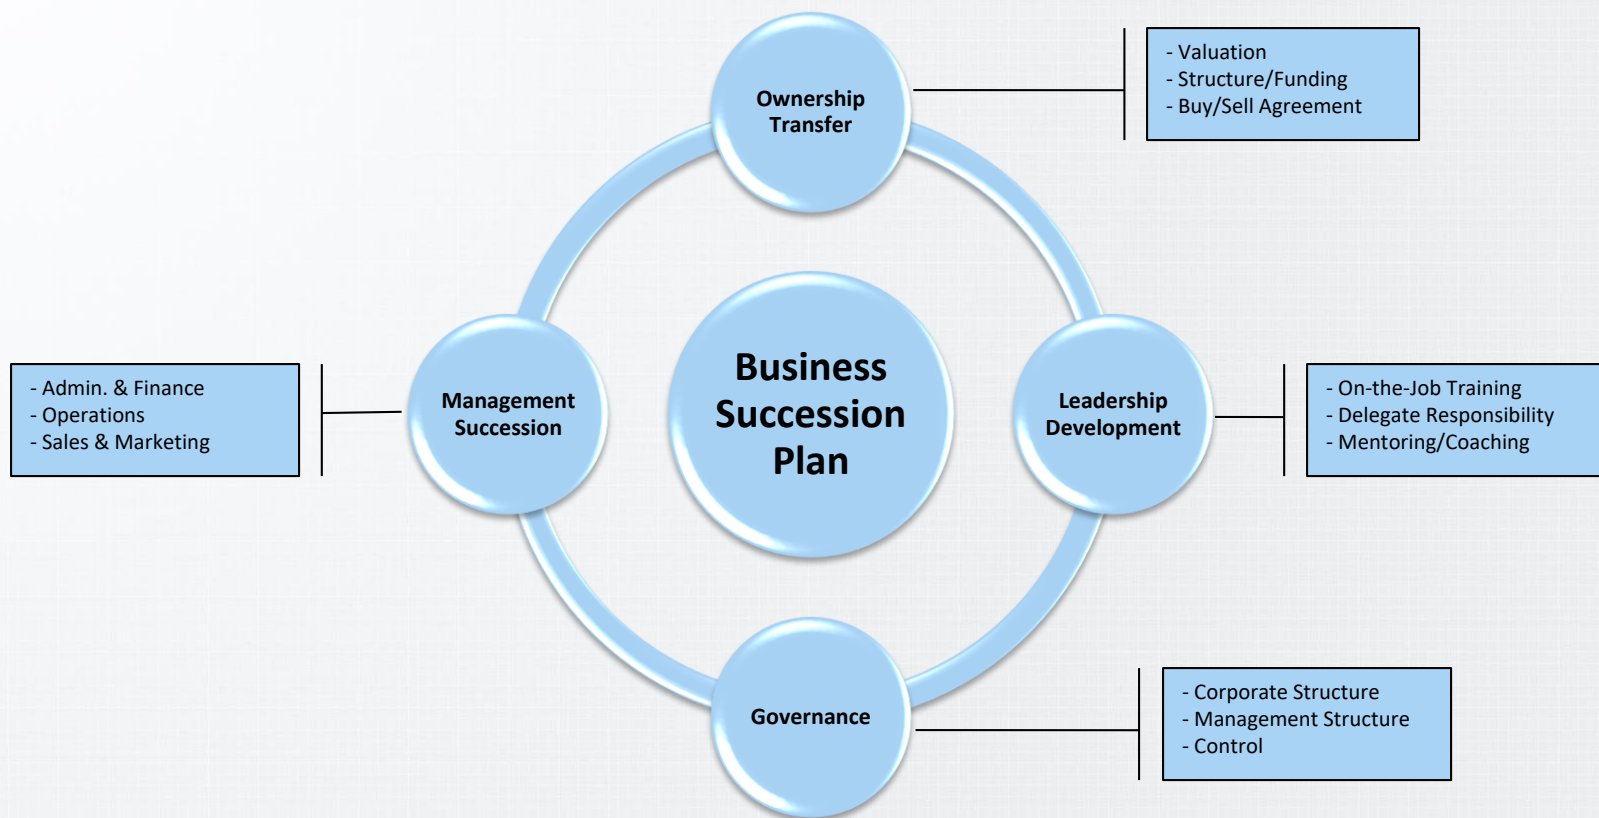 Ownership
Transfer
- Valuation
- Structure/Funding
- Buy/Sell Agreement
Business
Succession
Plan
Management
Succession
- Admin. & Finance
- Operations
- Sales & Marketing
Leadership
Development
- On-the-Job Training
- Delegate Responsibility
- Mentoring/Coaching
Governance
- Corporate Structure
- Management Structure
- Control